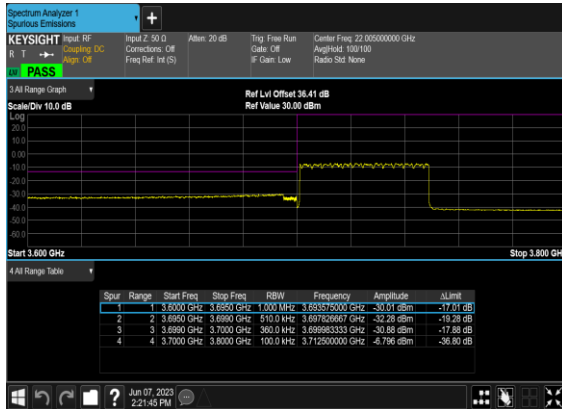 Spectrum Analyzer 1
Spurious Emissions
+
KEYSIGHT Input: RF Input Z: 50 Ω Atten: 20 dB Trig: Free Run Center Freq: 22.005000000 GHz
R T Coupling: DC Corrections: Off Gate: Off Avg|Hold: 100/100
Align: Off Freq Ref: Int (S) IF Gain: Low Radio Std: None
PASS
3 All Range Graph
Scale/Div 10.0 dB Ref Lvl Offset 36.41 dB
Ref Value 30.00 dBm
Log
20.0
10.0
0.00
-10.0
-20.0
-30.0
-40.0
-50.0
-60.0
Start 3.600 GHz Stop 3.800 GHz
4 All Range Table
Spur Range Start Freq Stop Freq RBW Frequency Amplitude ΔLimit
1 1 3.6000 GHz 3.6950 GHz 1.000 MHz 3.693575000 GHz -30.01 dBm -17.01 dB
2 2 3.6950 GHz 3.6990 GHz 510.0 kHz 3.697826667 GHz -32.28 dBm -19.28 dB
3 3 3.6990 GHz 3.7000 GHz 360.0 kHz 3.699983333 GHz -30.88 dBm -17.88 dB
4 4 3.7000 GHz 3.8000 GHz 100.0 kHz 3.712500000 GHz -6.796 dBm -36.80 dB
?
Jun 07, 2023
2:21:45 PM